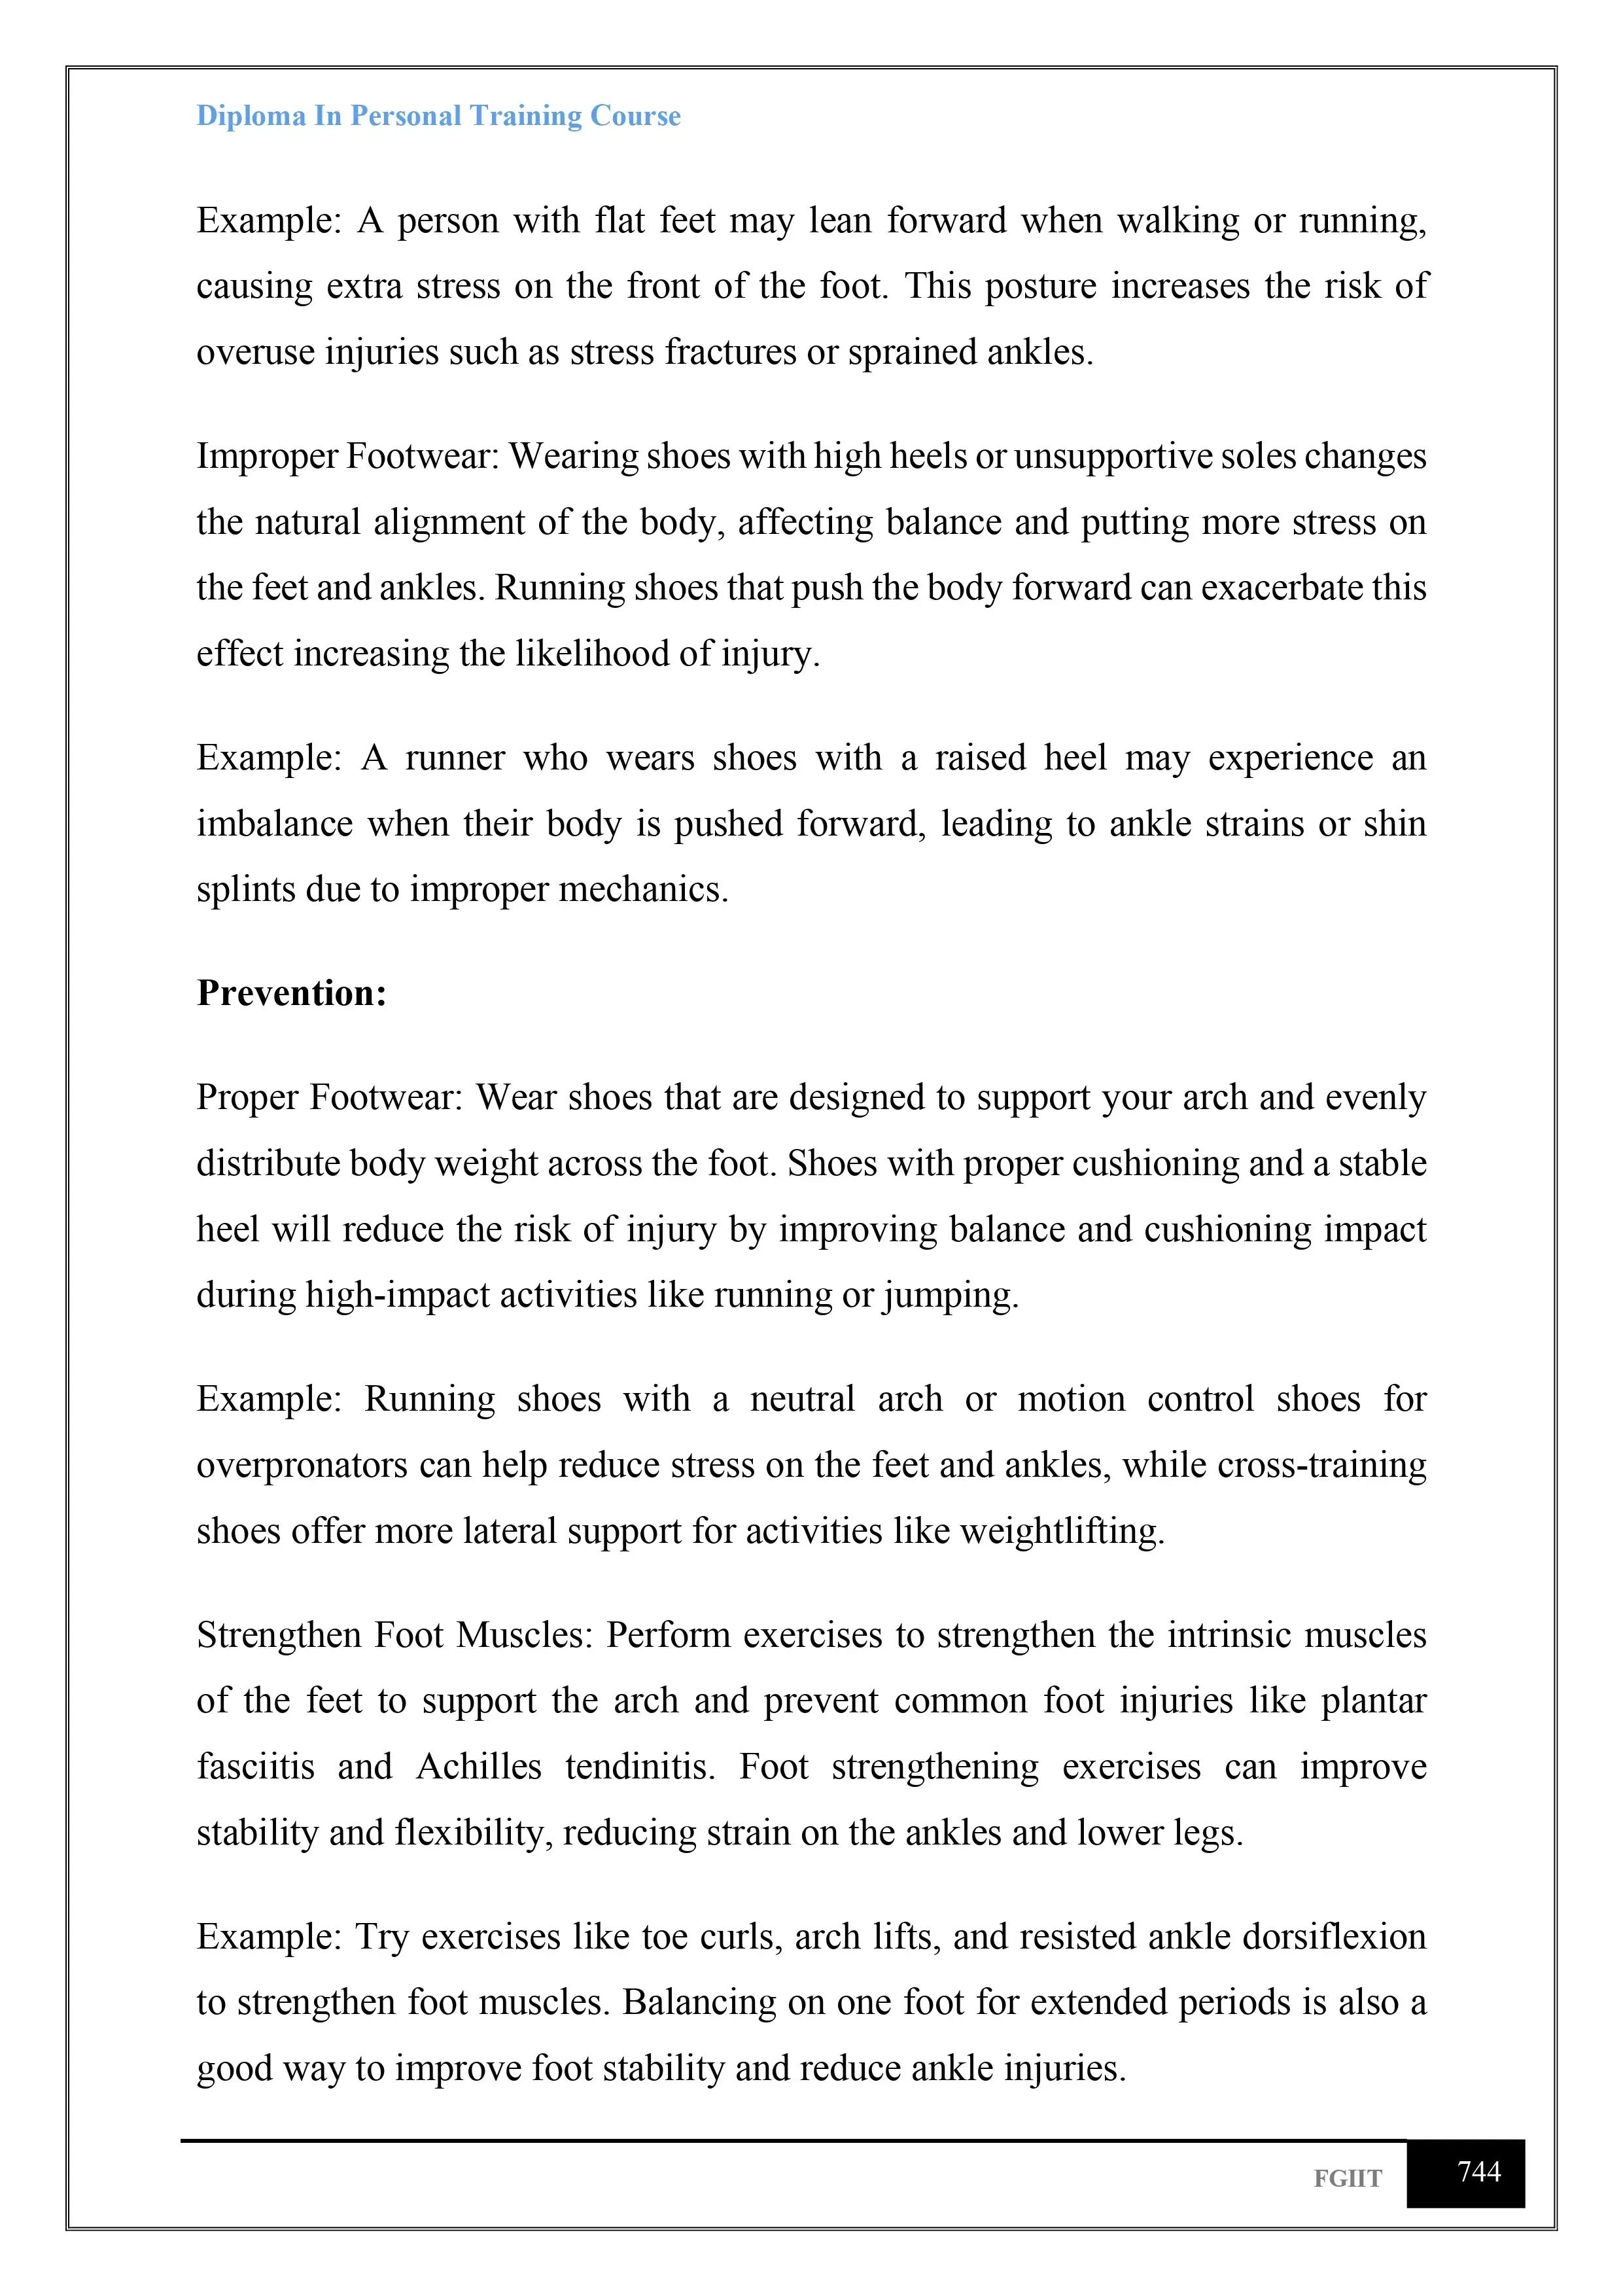 Diploma In Personal Training Course
Example: A person with flat feet may lean forward when walking or running,
causing extra stress on the front of the foot. This posture increases the risk of
overuse injuries such as stress fractures or sprained ankles.
Improper Footwear: Wearing shoes with high heels or unsupportive soles changes
the natural alignment of the body, affecting balance and putting more stress on
the feet and ankles. Running shoes that push the body forward can exacerbate this
effect increasing the likelihood of injury.
Example: A runner who wears shoes with a raised heel may experience an
imbalance when their body is pushed forward, leading to ankle strains or shin
splints due to improper mechanics.
Prevention:
Proper Footwear: Wear shoes that are designed to support your arch and evenly
distribute body weight across the foot. Shoes with proper cushioning and a stable
heel will reduce the risk of injury by improving balance and cushioning impact
during high-impact activities like running or jumping.
Example: Running shoes with a neutral arch or motion control shoes for
overpronators can help reduce stress on the feet and ankles, while cross-training
shoes offer more lateral support for activities like weightlifting.
Strengthen Foot Muscles: Perform exercises to strengthen the intrinsic muscles
of the feet to support the arch and prevent common foot injuries like plantar
fasciitis and Achilles tendinitis. Foot strengthening exercises can improve
stability and flexibility, reducing strain on the ankles and lower legs.
Example: Try exercises like toe curls, arch lifts, and resisted ankle dorsiflexion
to strengthen foot muscles. Balancing on one foot for extended periods is also a
good way to improve foot stability and reduce ankle injuries.
FGIIT 744